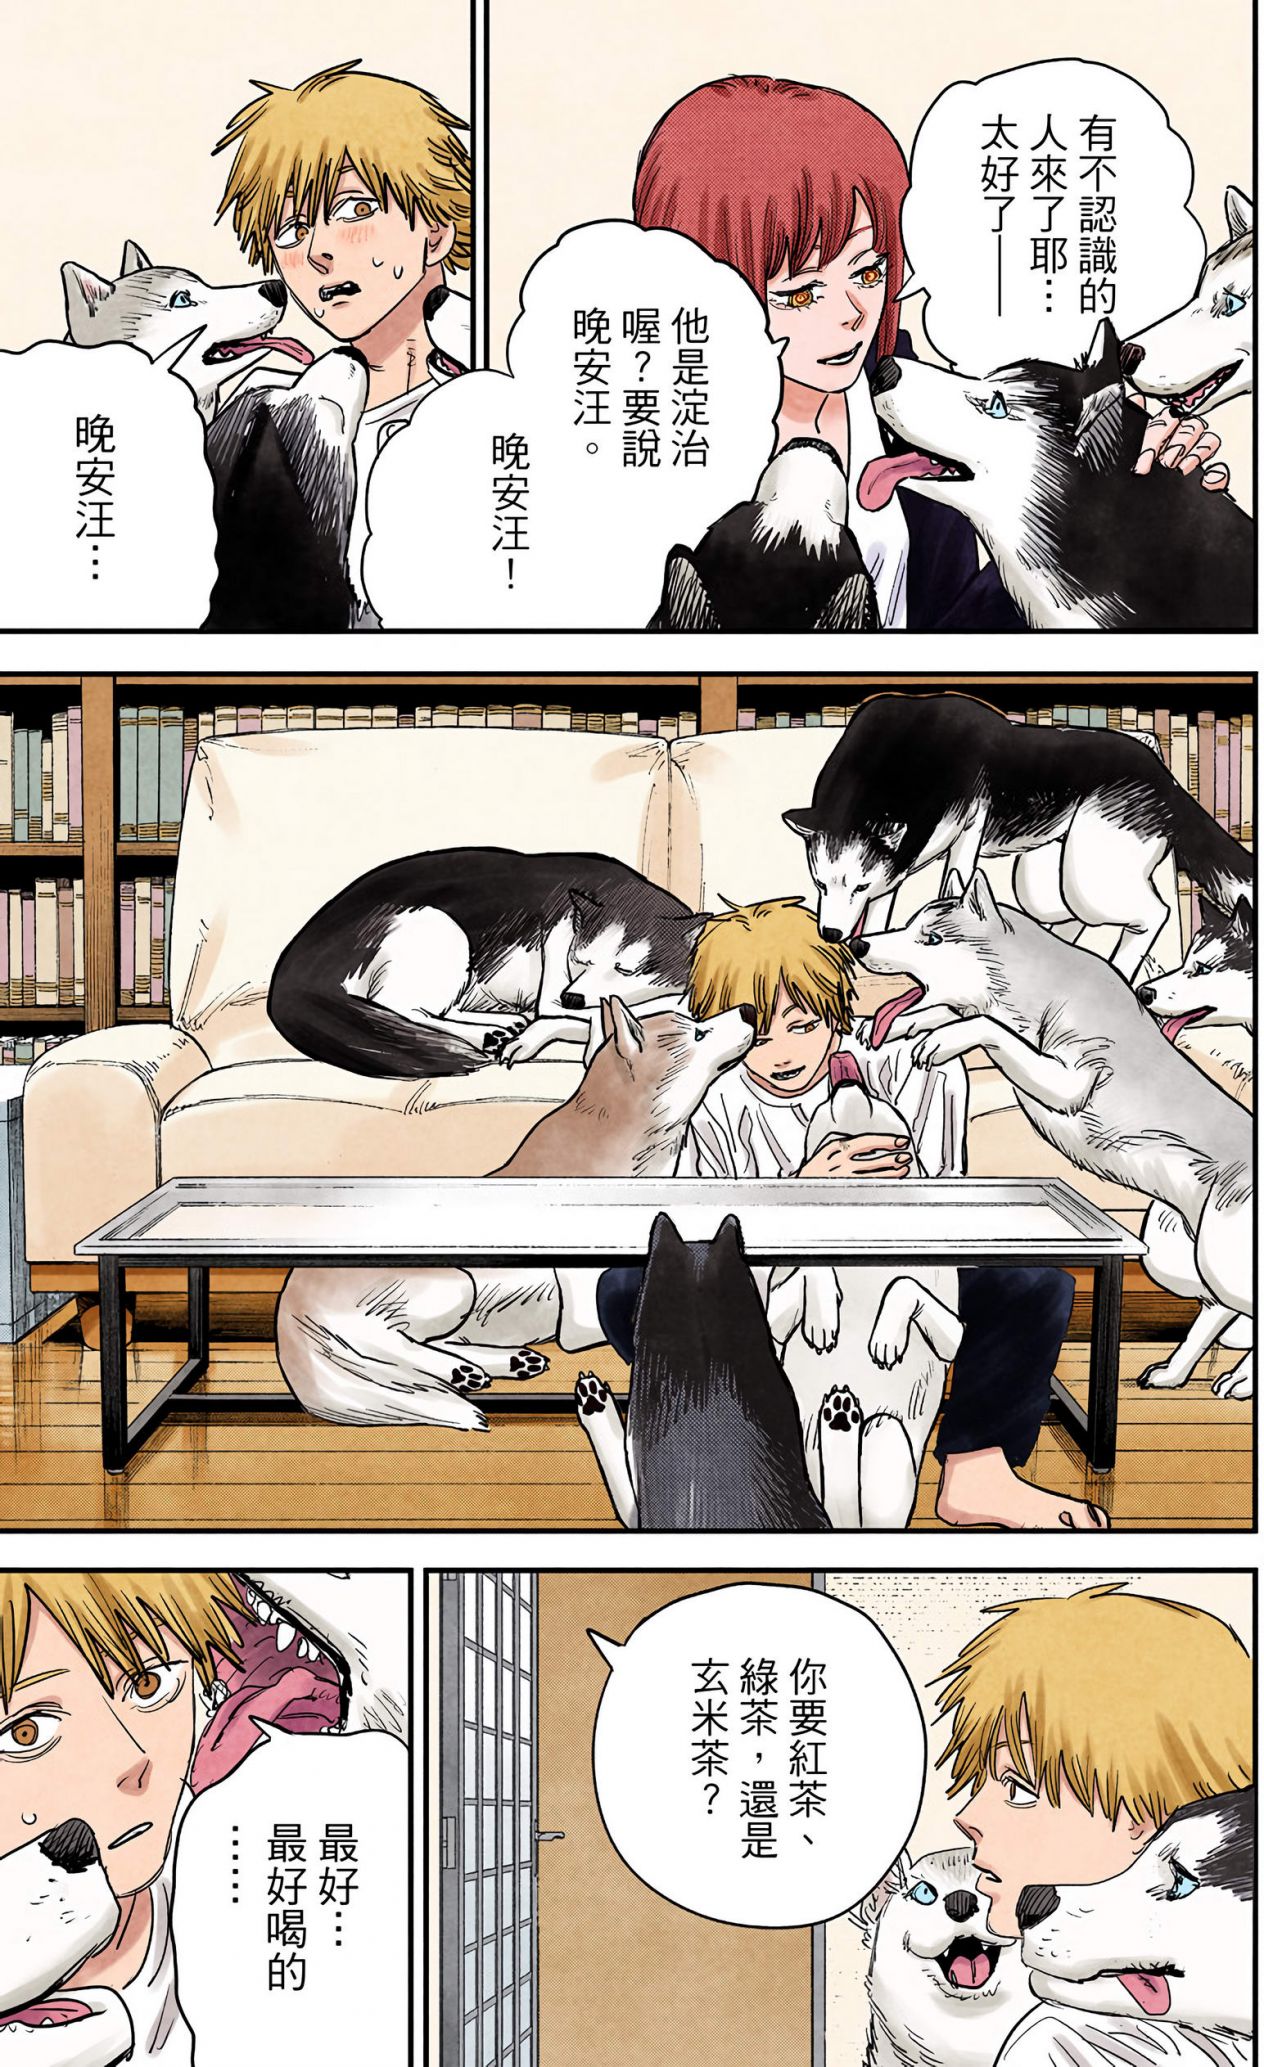 有不認識的
人來了耶…
太好了——
他是淀治
喔？要說
晚安汪。
晚安汪！
晚安汪…
你要紅茶、
綠茶，還是
玄米茶？
最好…
最好喝的
……